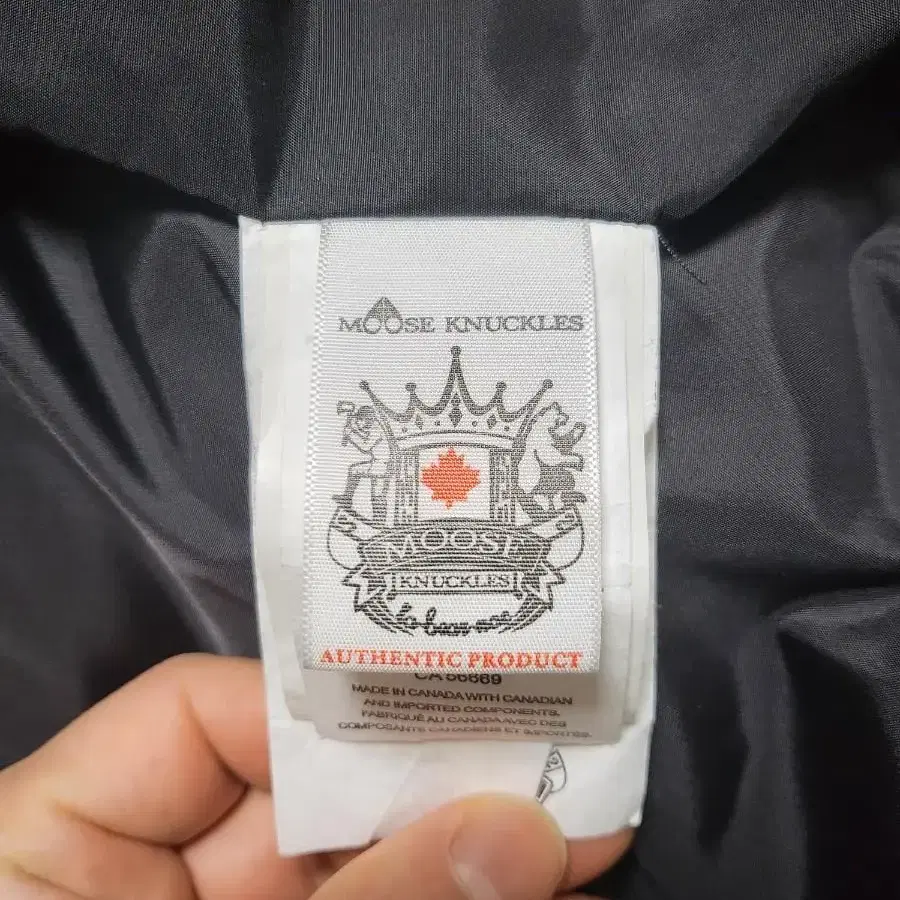 MOOSE KNUCKLES
MOOSE
KNUCKLES
AUTHENTIC PRODUCT
CA 56669
MADE IN CANADA WITH CANADIAN
AND IMPORTED COMPONENTS.
FABRIQUÉ AU CANADA AVEC DES
COMPOSANTS CANADIENS ET IMPORTÉS.